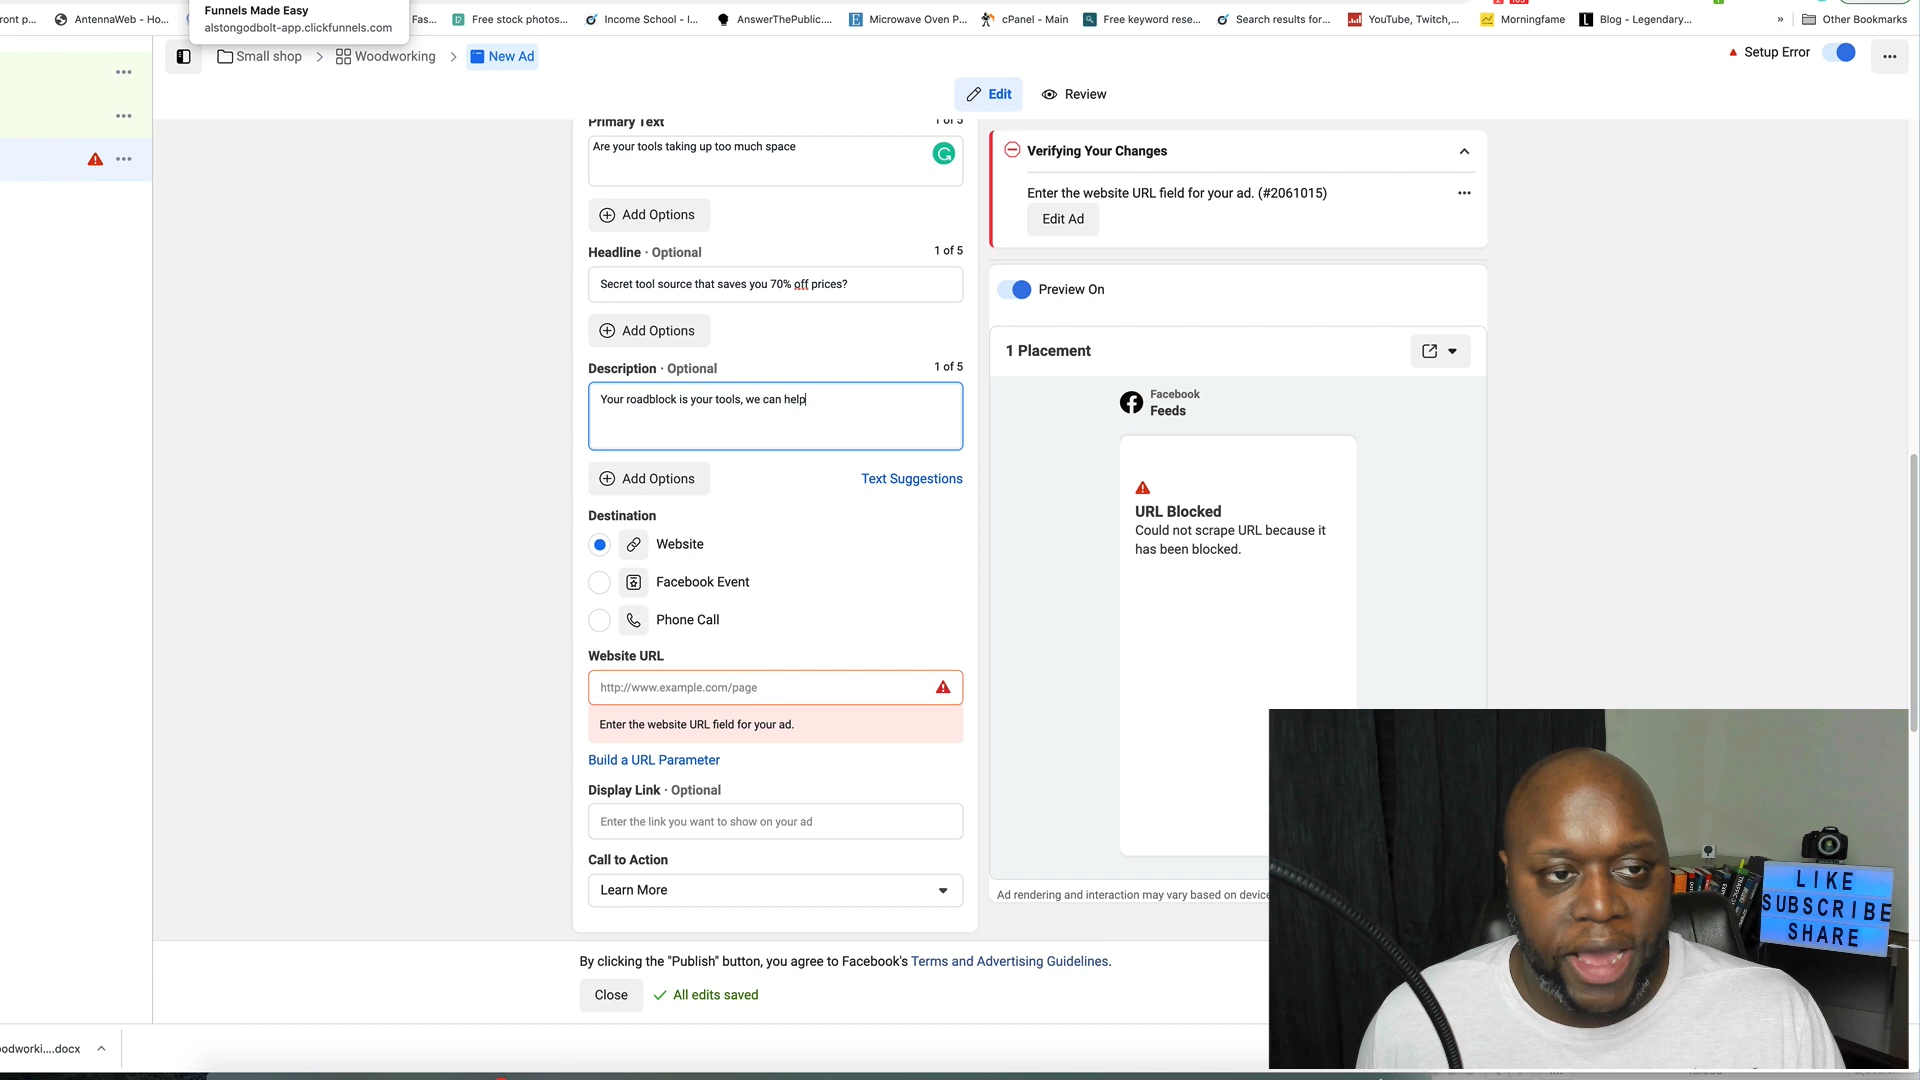 Funnels Made Easy
alstongodbolt-app.clickfunnels.com
ront p...
AntennaWeb - Ho...
Fas...
Free stock photos...
Income School - I...
AnswerThePublic....
Microwave Oven P...
cPanel - Main
Free keyword rese...
Search results for...
YouTube, Twitch,...
Morningfame
Blog - Legendary...
»
Other Bookmarks
Small shop
Woodworking
New Ad
Setup Error
Edit
Review
Primary Text
1 of 5
Are your tools taking up too much space
Add Options
Headline · Optional
1 of 5
Secret tool source that saves you 70% off prices?
Add Options
Description · Optional
1 of 5
Your roadblock is your tools, we can help
Add Options
Text Suggestions
Destination
Website
Facebook Event
Phone Call
Website URL
http://www.example.com/page
Enter the website URL field for your ad.
Build a URL Parameter
Display Link · Optional
Enter the link you want to show on your ad
Call to Action
Learn More
By clicking the "Publish" button, you agree to Facebook's Terms and Advertising Guidelines.
Close
All edits saved
Verifying Your Changes
Enter the website URL field for your ad. (#2061015)
Edit Ad
Preview On
1 Placement
Facebook
Feeds
URL Blocked
Could not scrape URL because it
has been blocked.
Ad rendering and interaction may vary based on device
LIKE
SUBSCRIBE
SHARE
oodworki....docx